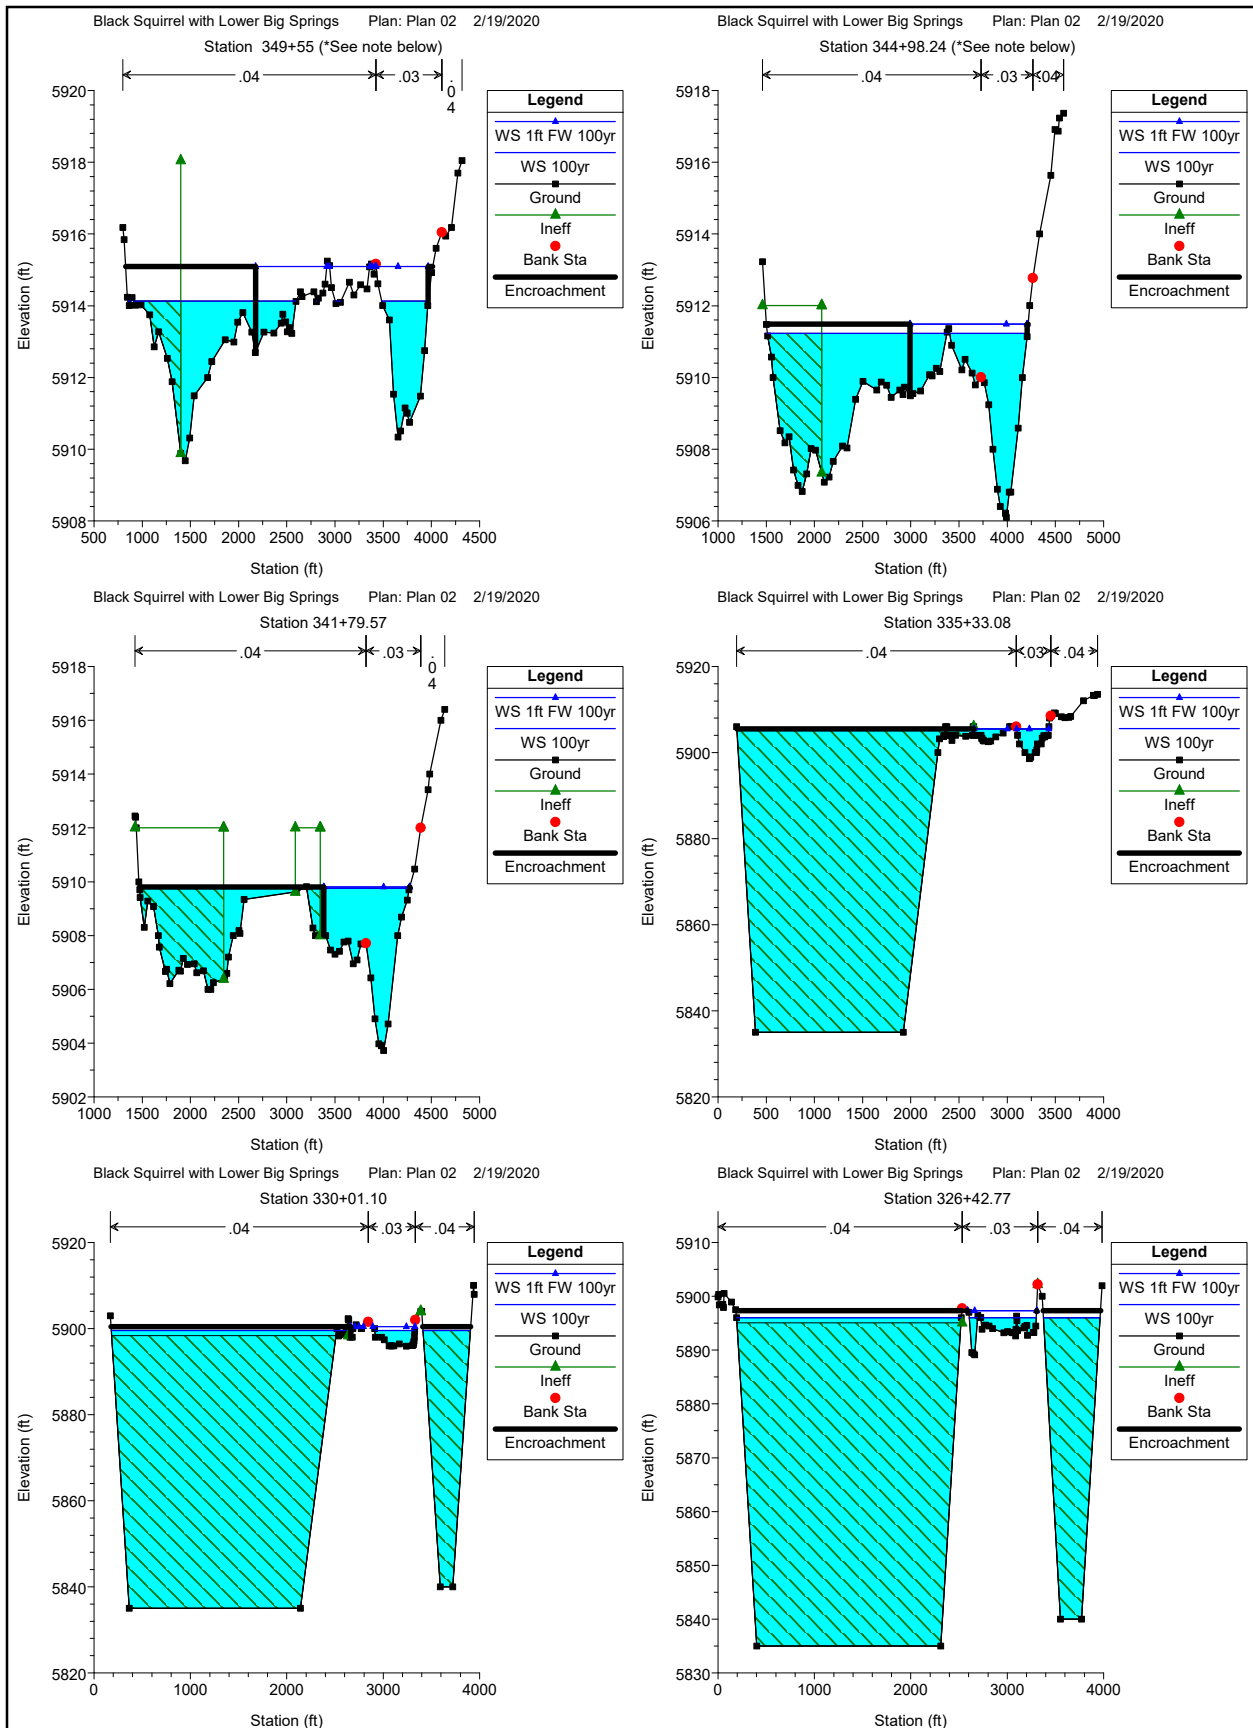 Black Squirrel with Lower Big Springs Plan: Plan 02 2/19/2020
Station 349+55 (*See note below)
.04 .03 .04
Elevation (ft)
5920
5918
5916
5914
5912
5910
5908
500 1000 1500 2000 2500 3000 3500 4000 4500
Station (ft)
Legend
WS 1ft FW 100yr
WS 100yr
Ground
Ineff
Bank Sta
Encroachment
Black Squirrel with Lower Big Springs Plan: Plan 02 2/19/2020
Station 344+98.24 (*See note below)
.04 .03 .04
Elevation (ft)
5918
5916
5914
5912
5910
5908
5906
1000 1500 2000 2500 3000 3500 4000 4500 5000
Station (ft)
Legend
WS 1ft FW 100yr
WS 100yr
Ground
Ineff
Bank Sta
Encroachment
Black Squirrel with Lower Big Springs Plan: Plan 02 2/19/2020
Station 341+79.57
.04 .03 .04
Elevation (ft)
5918
5916
5914
5912
5910
5908
5906
5904
5902
1000 1500 2000 2500 3000 3500 4000 4500 5000
Station (ft)
Legend
WS 1ft FW 100yr
WS 100yr
Ground
Ineff
Bank Sta
Encroachment
Black Squirrel with Lower Big Springs Plan: Plan 02 2/19/2020
Station 335+33.08
.04 .03 .04
Elevation (ft)
5920
5900
5880
5860
5840
5820
0 500 1000 1500 2000 2500 3000 3500 4000
Station (ft)
Legend
WS 1ft FW 100yr
WS 100yr
Ground
Ineff
Bank Sta
Encroachment
Black Squirrel with Lower Big Springs Plan: Plan 02 2/19/2020
Station 330+01.10
.04 .03 .04
Elevation (ft)
5920
5900
5880
5860
5840
5820
0 1000 2000 3000 4000
Station (ft)
Legend
WS 1ft FW 100yr
WS 100yr
Ground
Ineff
Bank Sta
Encroachment
Black Squirrel with Lower Big Springs Plan: Plan 02 2/19/2020
Station 326+42.77
.04 .03 .04
Elevation (ft)
5910
5900
5890
5880
5870
5860
5850
5840
5830
0 1000 2000 3000 4000
Station (ft)
Legend
WS 1ft FW 100yr
WS 100yr
Ground
Ineff
Bank Sta
Encroachment